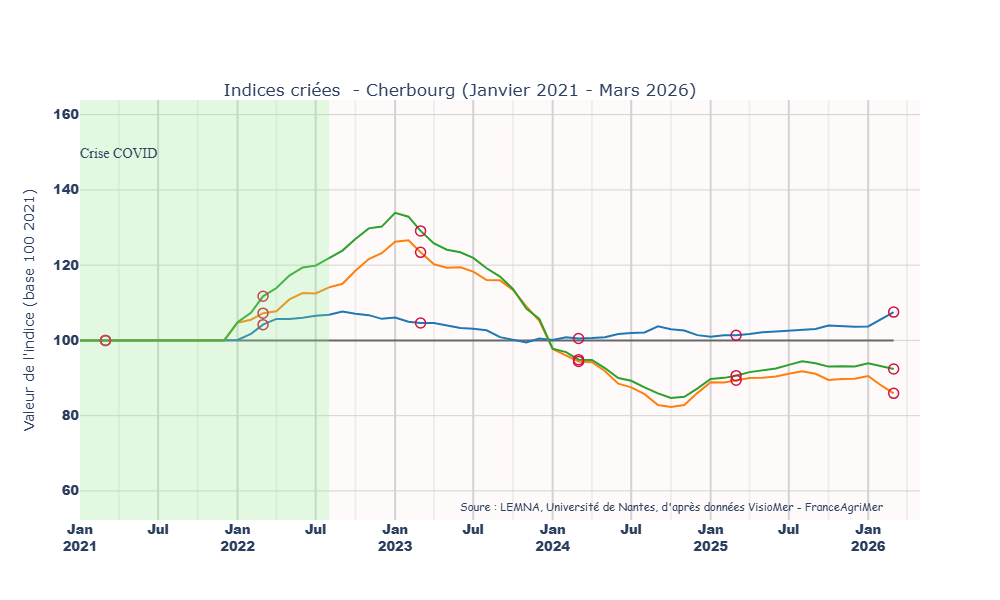 Indices criées  - Cherbourg (Janvier 2021 - Mars 2026)
160
Crise COVID
140
120
100
80
60
Valeur de l'indice (base 100 2021)
Soure : LEMNA, Université de Nantes, d'après données VisioMer - FranceAgriMer
Jan Jul Jan Jul Jan Jul Jan Jul Jan Jul Jan
2021 2022 2023 2024 2025 2026